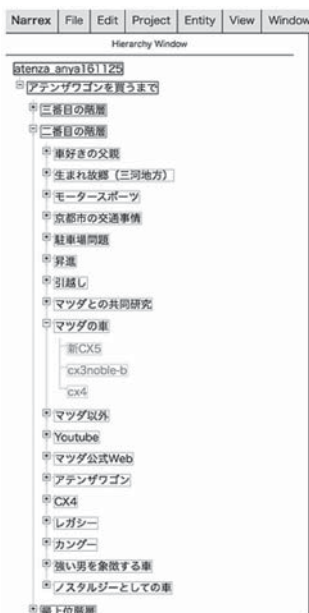 Narrex File Edit Project Entity View Window
Hierarchy Window
atenza_anya161125
アテンザワゴンを買うまで
三番目の階層
二番目の階層
車好きの父親
生まれ故郷（三河地方）
モータースポーツ
京都市の交通事情
駐車場問題
昇進
引越し
マツダとの共同研究
マツダの車
新CX5
cx3noble-b
cx4
マツダ以外
Youtube
マツダ公式Web
アテンザワゴン
CX4
レガシー
カングー
強い男を象徴する車
ノスタルジーとしての車
最上位階層